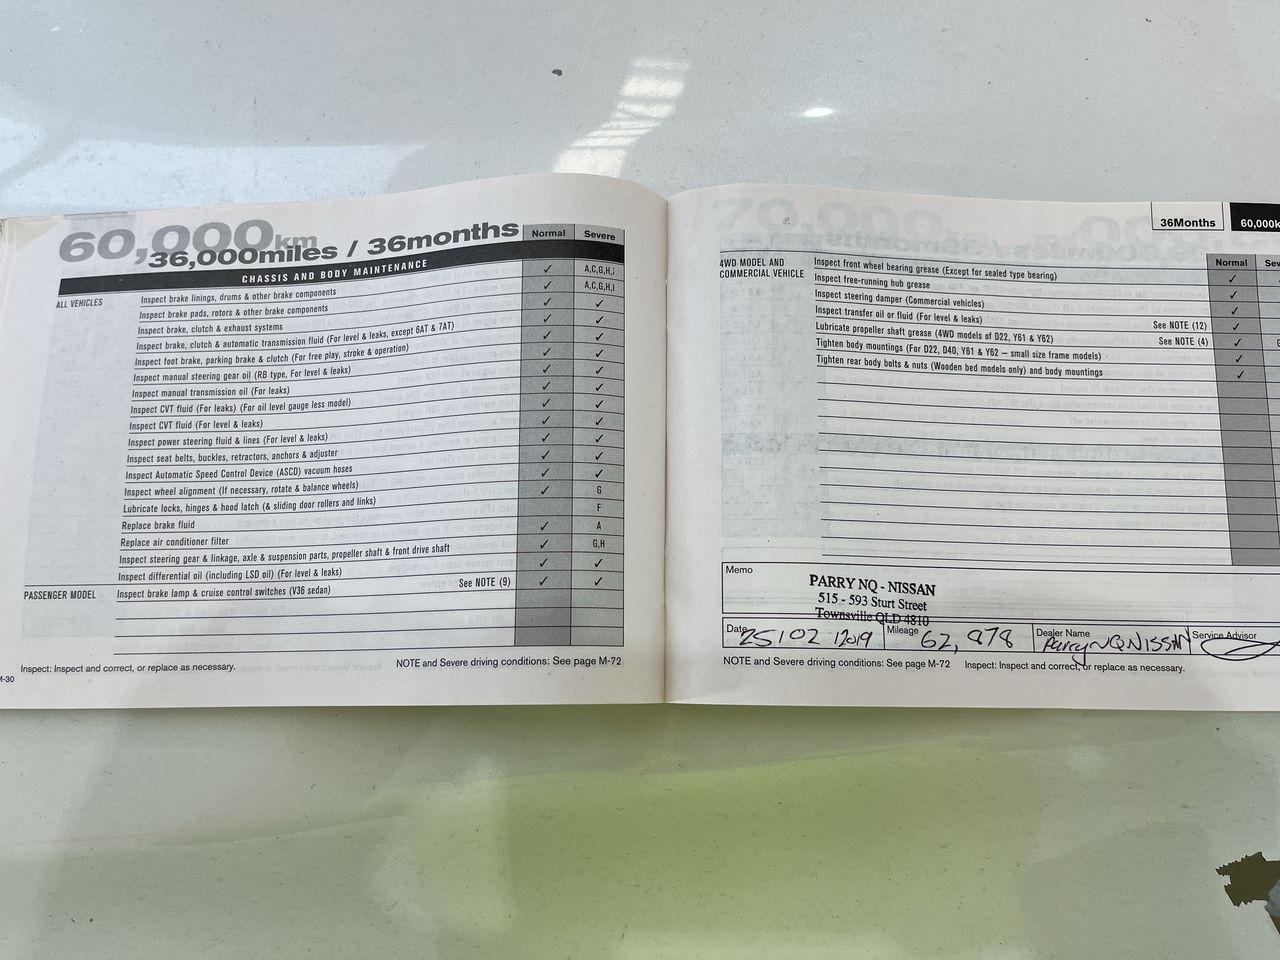 60,000km
36,000miles / 36months
Normal Severe
CHASSIS AND BODY MAINTENANCE
ALL VEHICLES
Inspect brake linings, drums & other brake components ✓ A,C,G,H,I
Inspect brake pads, rotors & other brake components ✓ A,C,G,H,I
Inspect brake, clutch & exhaust systems ✓ ✓
Inspect brake, clutch & automatic transmission fluid (For level & leaks, except 6AT & 7AT) ✓ ✓
Inspect foot brake, parking brake & clutch (For free play, stroke & operation) ✓ ✓
Inspect manual steering gear oil (RB type, For level & leaks) ✓ ✓
Inspect manual transmission oil (For leaks) ✓ ✓
Inspect CVT fluid (For leaks) (For oil level gauge less model) ✓ ✓
Inspect CVT fluid (For level & leaks) ✓ ✓
Inspect power steering fluid & lines (For level & leaks) ✓ ✓
Inspect seat belts, buckles, retractors, anchors & adjuster ✓ ✓
Inspect Automatic Speed Control Device (ASCD) vacuum hoses ✓ ✓
Inspect wheel alignment (If necessary, rotate & balance wheels) ✓ G
Lubricate locks, hinges & hood latch (& sliding door rollers and links) F
Replace brake fluid ✓ A
Replace air conditioner filter ✓ G,H
Inspect steering gear & linkage, axle & suspension parts, propeller shaft & front drive shaft ✓ ✓
Inspect differential oil (including LSD oil) (For level & leaks) See NOTE (9) ✓ ✓
PASSENGER MODEL Inspect brake lamp & cruise control switches (V36 sedan)
Inspect: Inspect and correct, or replace as necessary.
NOTE and Severe driving conditions: See page M-72
M-30
36Months 60,000k
Normal Sev
4WD MODEL AND
COMMERCIAL VEHICLE
Inspect front wheel bearing grease (Except for sealed type bearing) ✓
Inspect free-running hub grease ✓
Inspect steering damper (Commercial vehicles) ✓
Inspect transfer oil or fluid (For level & leaks) See NOTE (12) ✓
Lubricate propeller shaft grease (4WD models of D22, Y61 & Y62) See NOTE (4) ✓
Tighten body mountings (For D22, D40, Y61 & Y62 – small size frame models) ✓
Tighten rear body bolts & nuts (Wooden bed models only) and body mountings ✓
Memo
PARRY NQ - NISSAN
515 - 593 Sturt Street
Townsville QLD 4810
Date 25/02/2019 Mileage 62,878 Dealer Name Parry NQ NISSAN Service Advisor
NOTE and Severe driving conditions: See page M-72 Inspect: Inspect and correct, or replace as necessary.